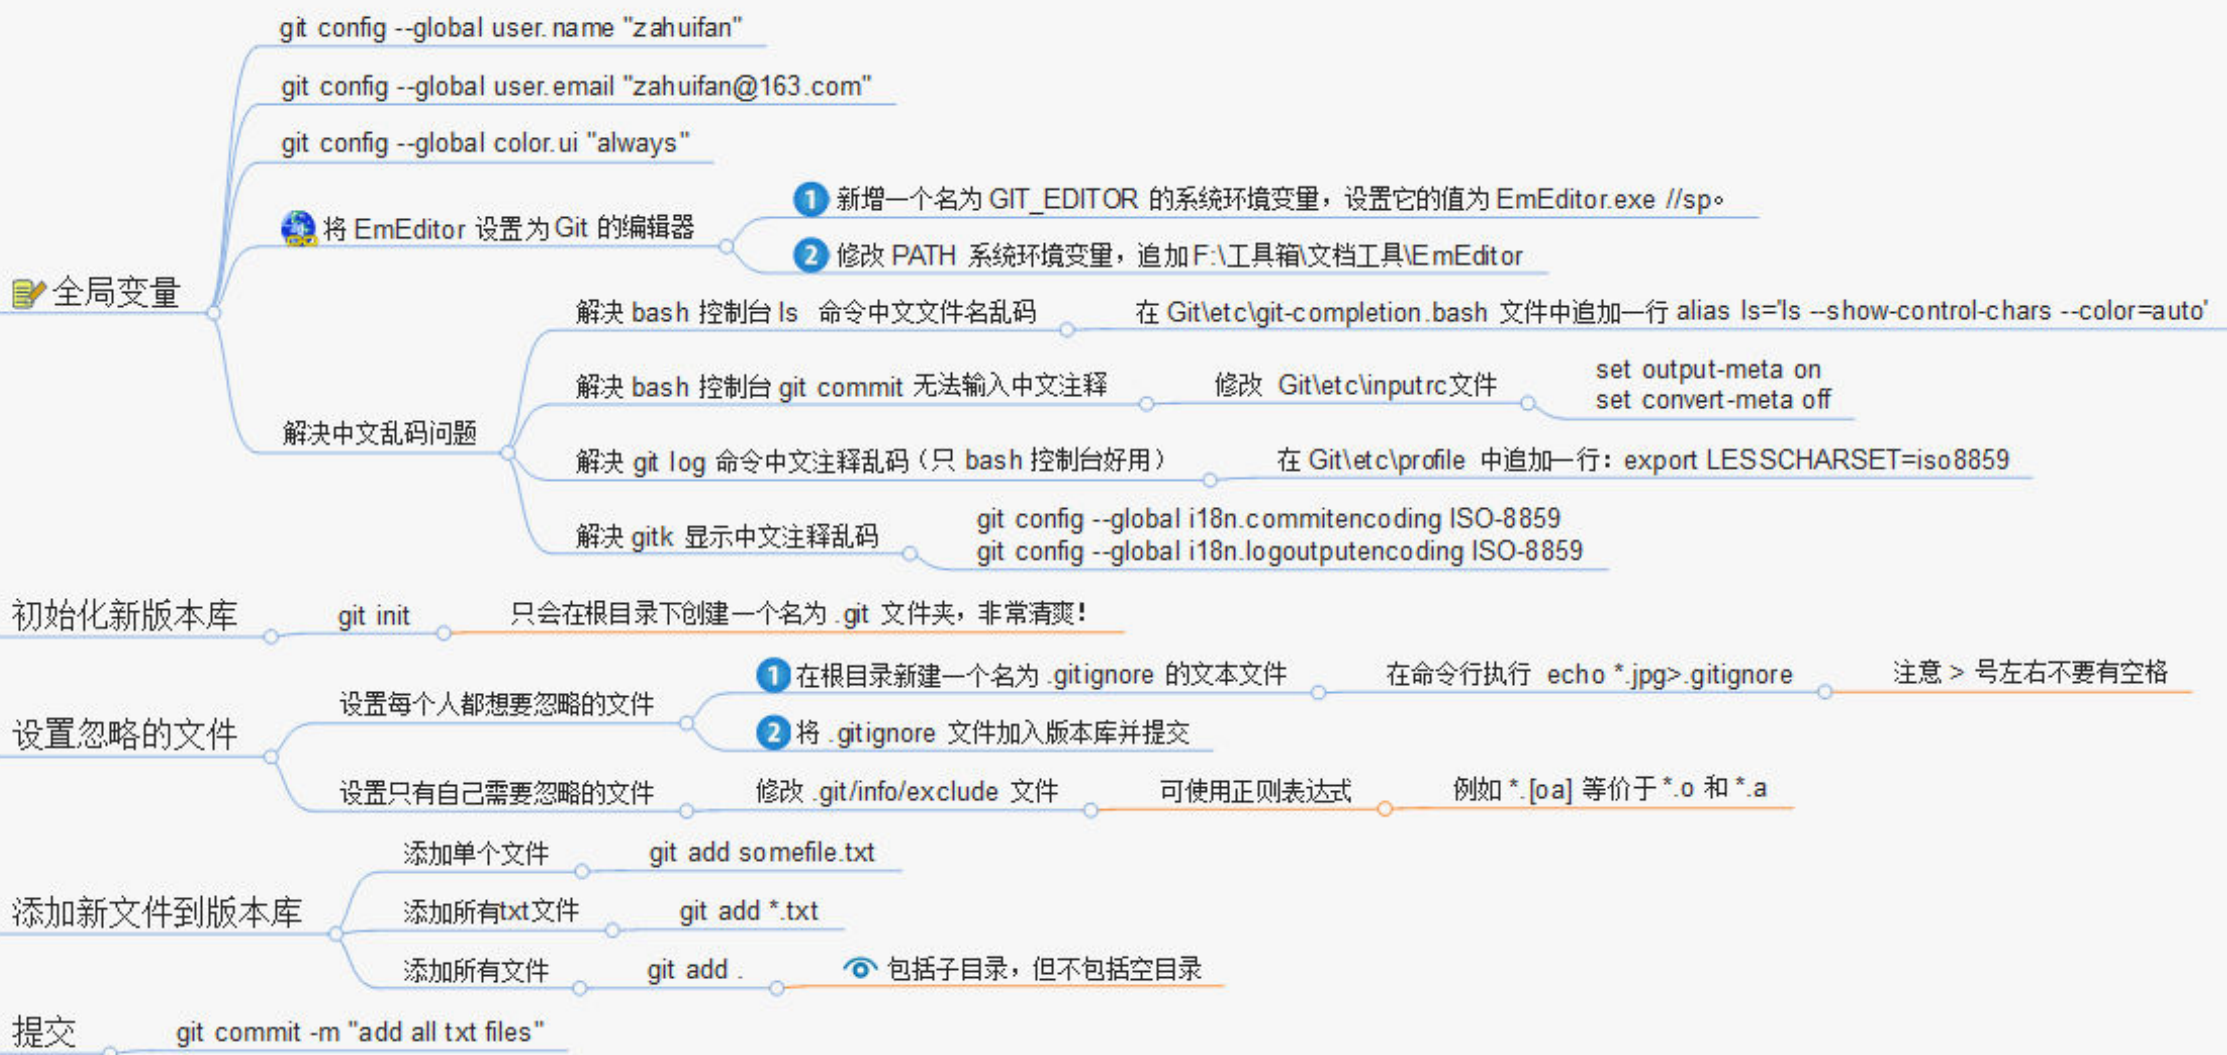 git config --global user.name "zahuifan"
git config --global user.email "zahuifan@163.com"
git config --global color.ui "always"
将 EmEditor 设置为 Git 的编辑器
1 新增一个名为 GIT_EDITOR 的系统环境变量，设置它的值为 EmEditor.exe //sp。
2 修改 PATH 系统环境变量，追加 F:\工具箱\文档工具\EmEditor
全局变量
解决中文乱码问题
解决 bash 控制台 ls 命令中文文件名乱码
在 Git\etc\git-completion.bash 文件中追加一行 alias ls='ls --show-control-chars --color=auto'
解决 bash 控制台 git commit 无法输入中文注释
修改 Git\etc\inputrc文件
set output-meta on
set convert-meta off
解决 git log 命令中文注释乱码（只 bash 控制台好用）
在 Git\etc\profile 中追加一行：export LESSCHARSET=iso8859
解决 gitk 显示中文注释乱码
git config --global i18n.commitencoding ISO-8859
git config --global i18n.logoutputencoding ISO-8859
初始化新版本库
git init
只会在根目录下创建一个名为 .git 文件夹，非常清爽！
设置忽略的文件
设置每个人都想要忽略的文件
1 在根目录新建一个名为 .gitignore 的文本文件
在命令行执行 echo *.jpg>.gitignore
注意 > 号左右不要有空格
2 将 .gitignore 文件加入版本库并提交
设置只有自己需要忽略的文件
修改 .git/info/exclude 文件
可使用正则表达式
例如 *.[oa] 等价于 *.o 和 *.a
添加新文件到版本库
添加单个文件
git add somefile.txt
添加所有txt文件
git add *.txt
添加所有文件
git add .
包括子目录，但不包括空目录
提交
git commit -m "add all txt files"